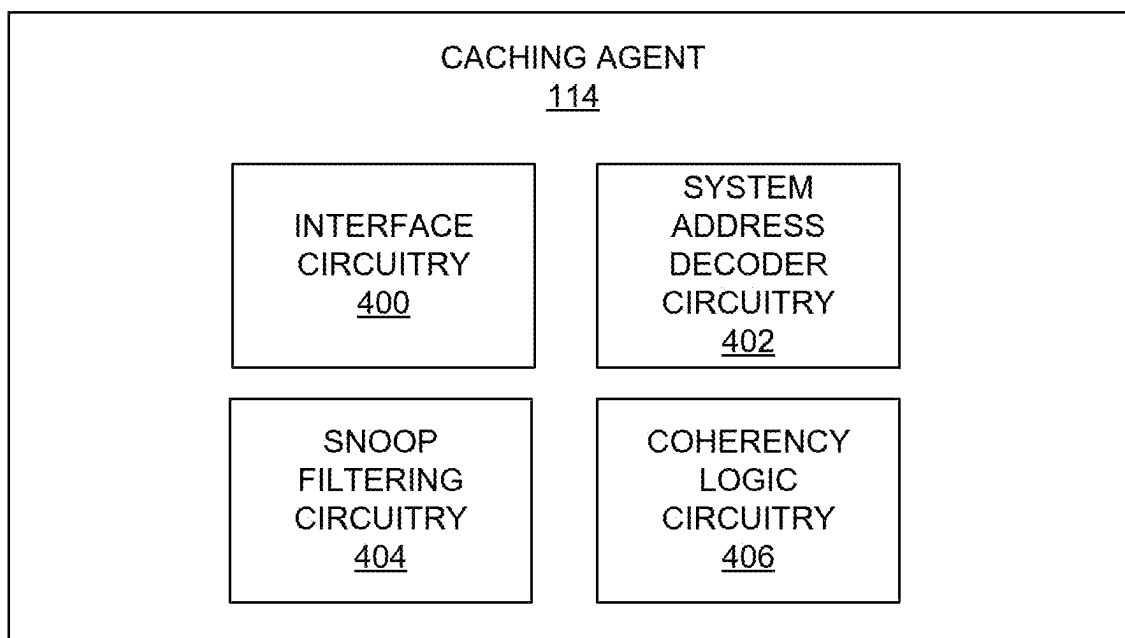 CACHING AGENT
114
INTERFACE
CIRCUITRY
400
SYSTEM
ADDRESS
DECODER
CIRCUITRY
402
SNOOP
FILTERING
CIRCUITRY
404
COHERENCY
LOGIC
CIRCUITRY
406